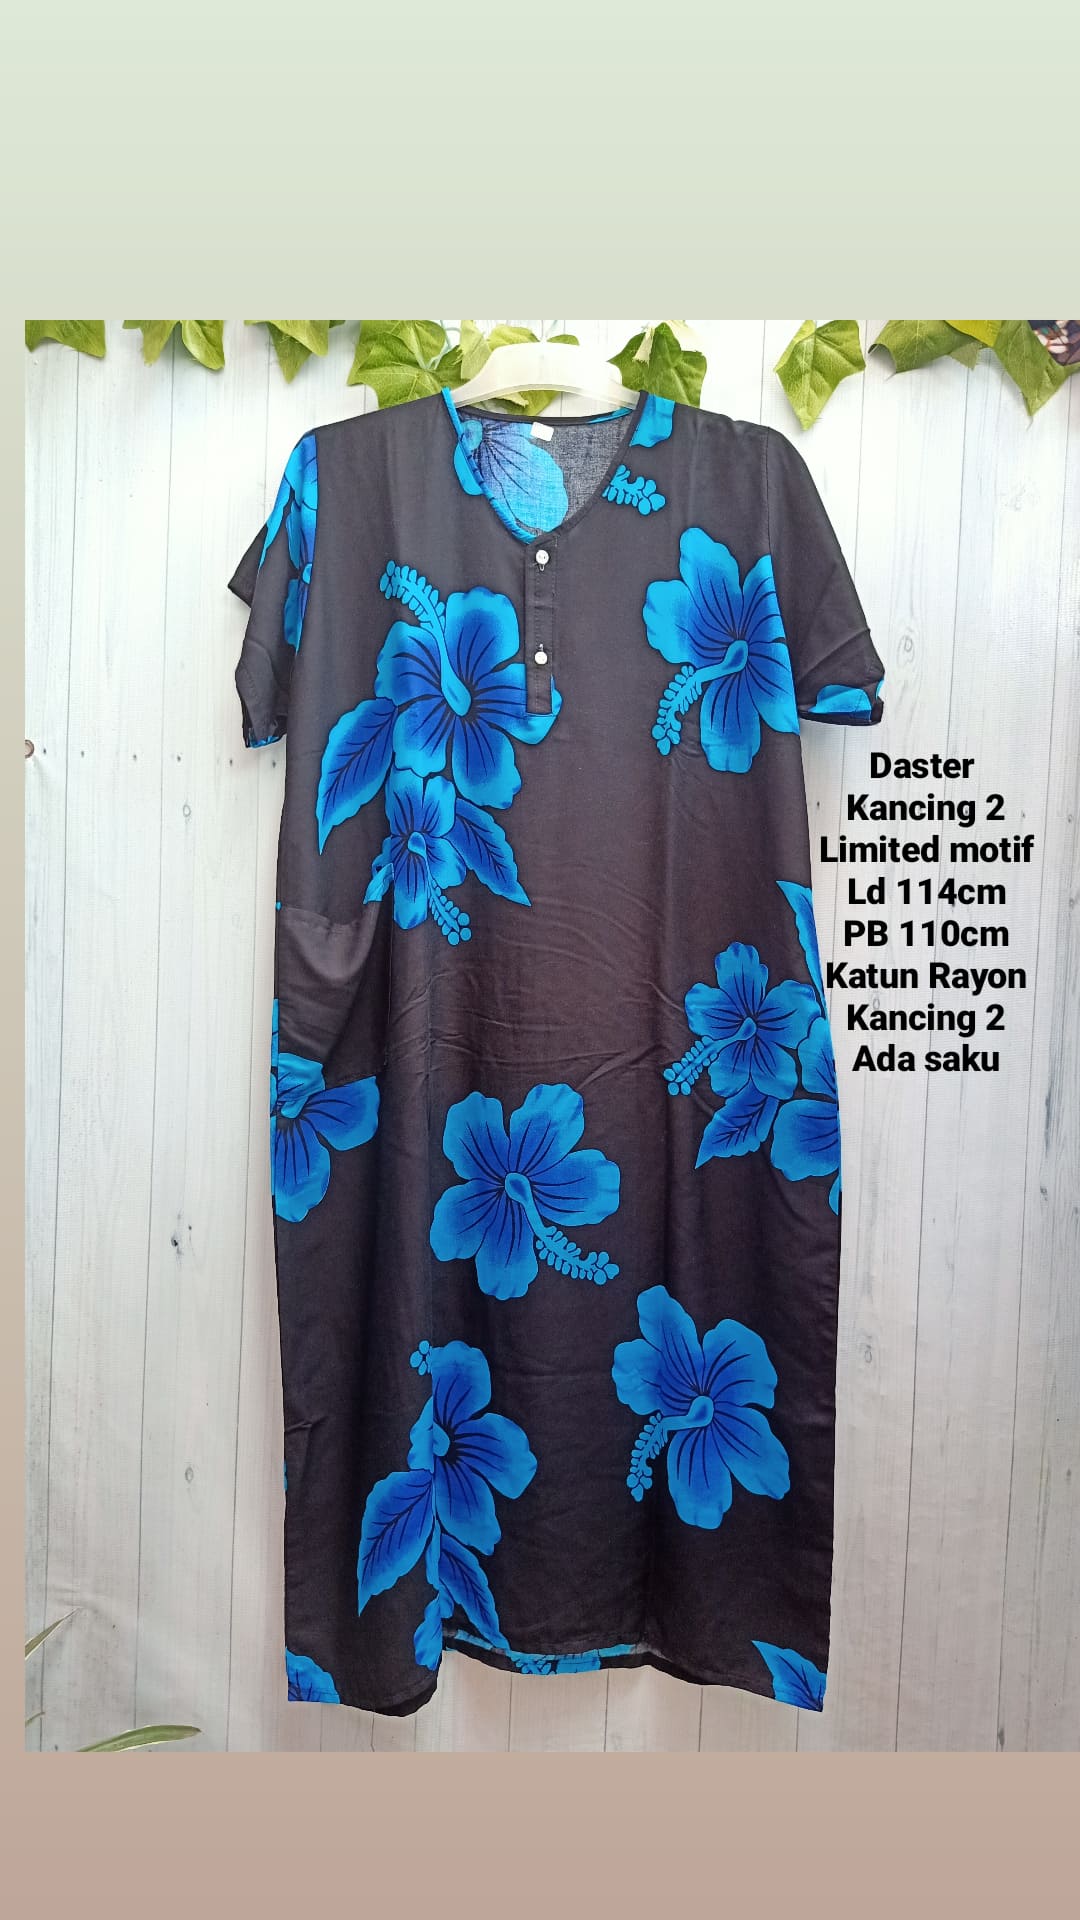 Daster
Kancing 2
Limited motif
Ld 114cm
PB 110cm
Katun Rayon
Kancing 2
Ada saku